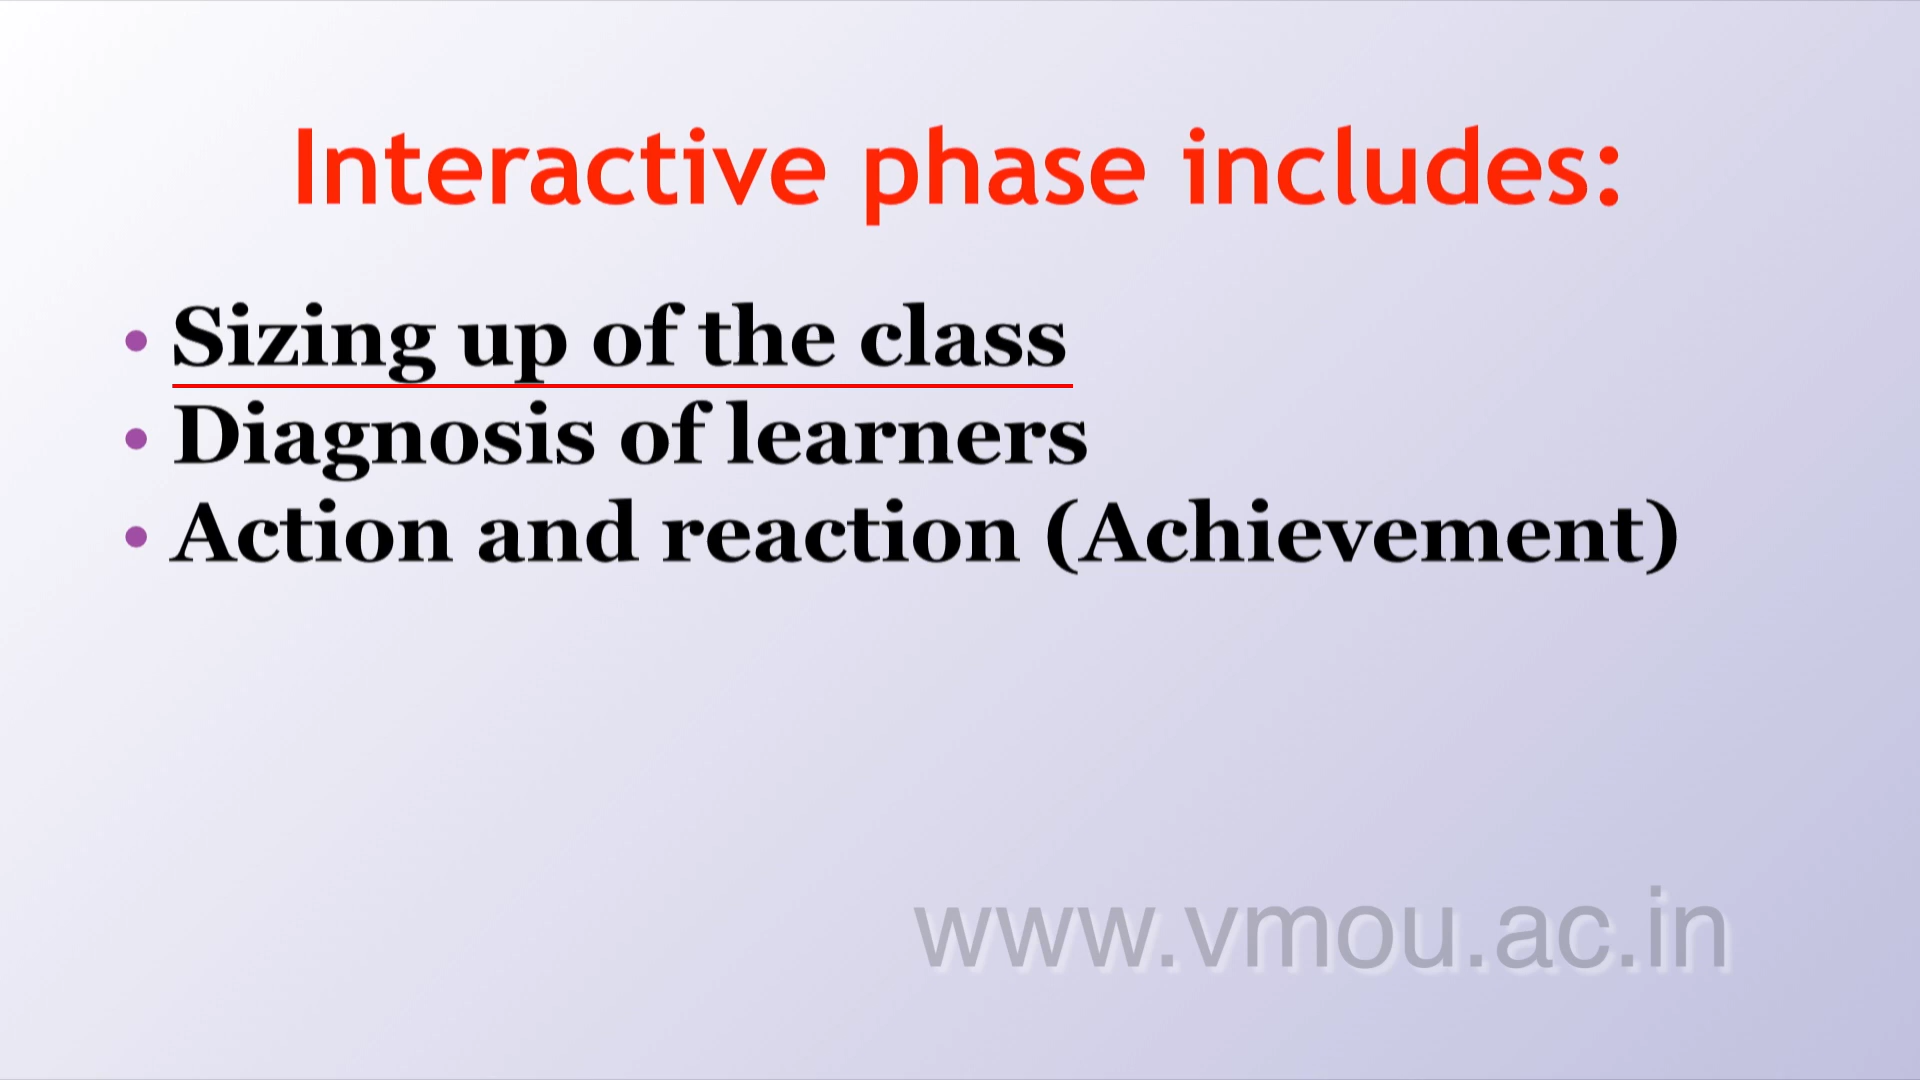 Interactive phase includes:
• Sizing up of the class
• Diagnosis of learners
• Action and reaction (Achievement)
www.vmou.ac.in